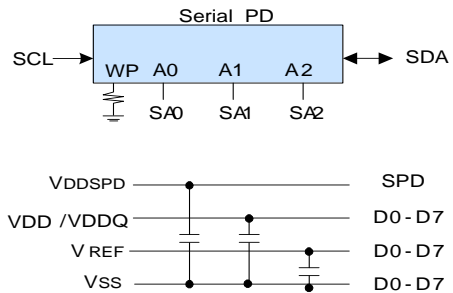 Serial PD
SCL
WP A0 A1 A2
SDA
SA0 SA1 SA2
VDDSPD SPD
VDD /VDDQ D0-D7
VREF D0-D7
VSS D0-D7